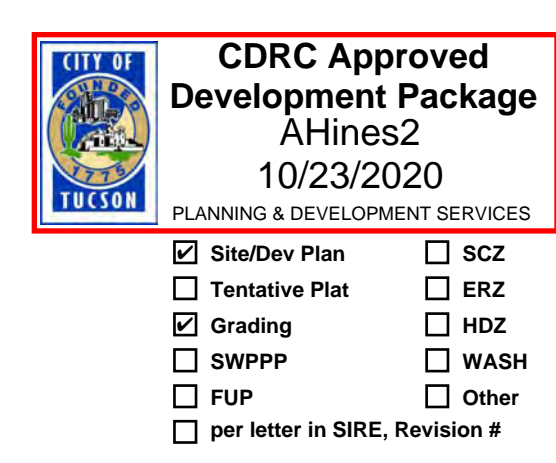 CITY OF
FOUNDED
1775
TUCSON
CDRC Approved
Development Package
AHines2
10/23/2020
PLANNING & DEVELOPMENT SERVICES
☑ Site/Dev Plan ☐ SCZ
☐ Tentative Plat ☐ ERZ
☑ Grading ☐ HDZ
☐ SWPPP ☐ WASH
☐ FUP ☐ Other
☐ per letter in SIRE, Revision #